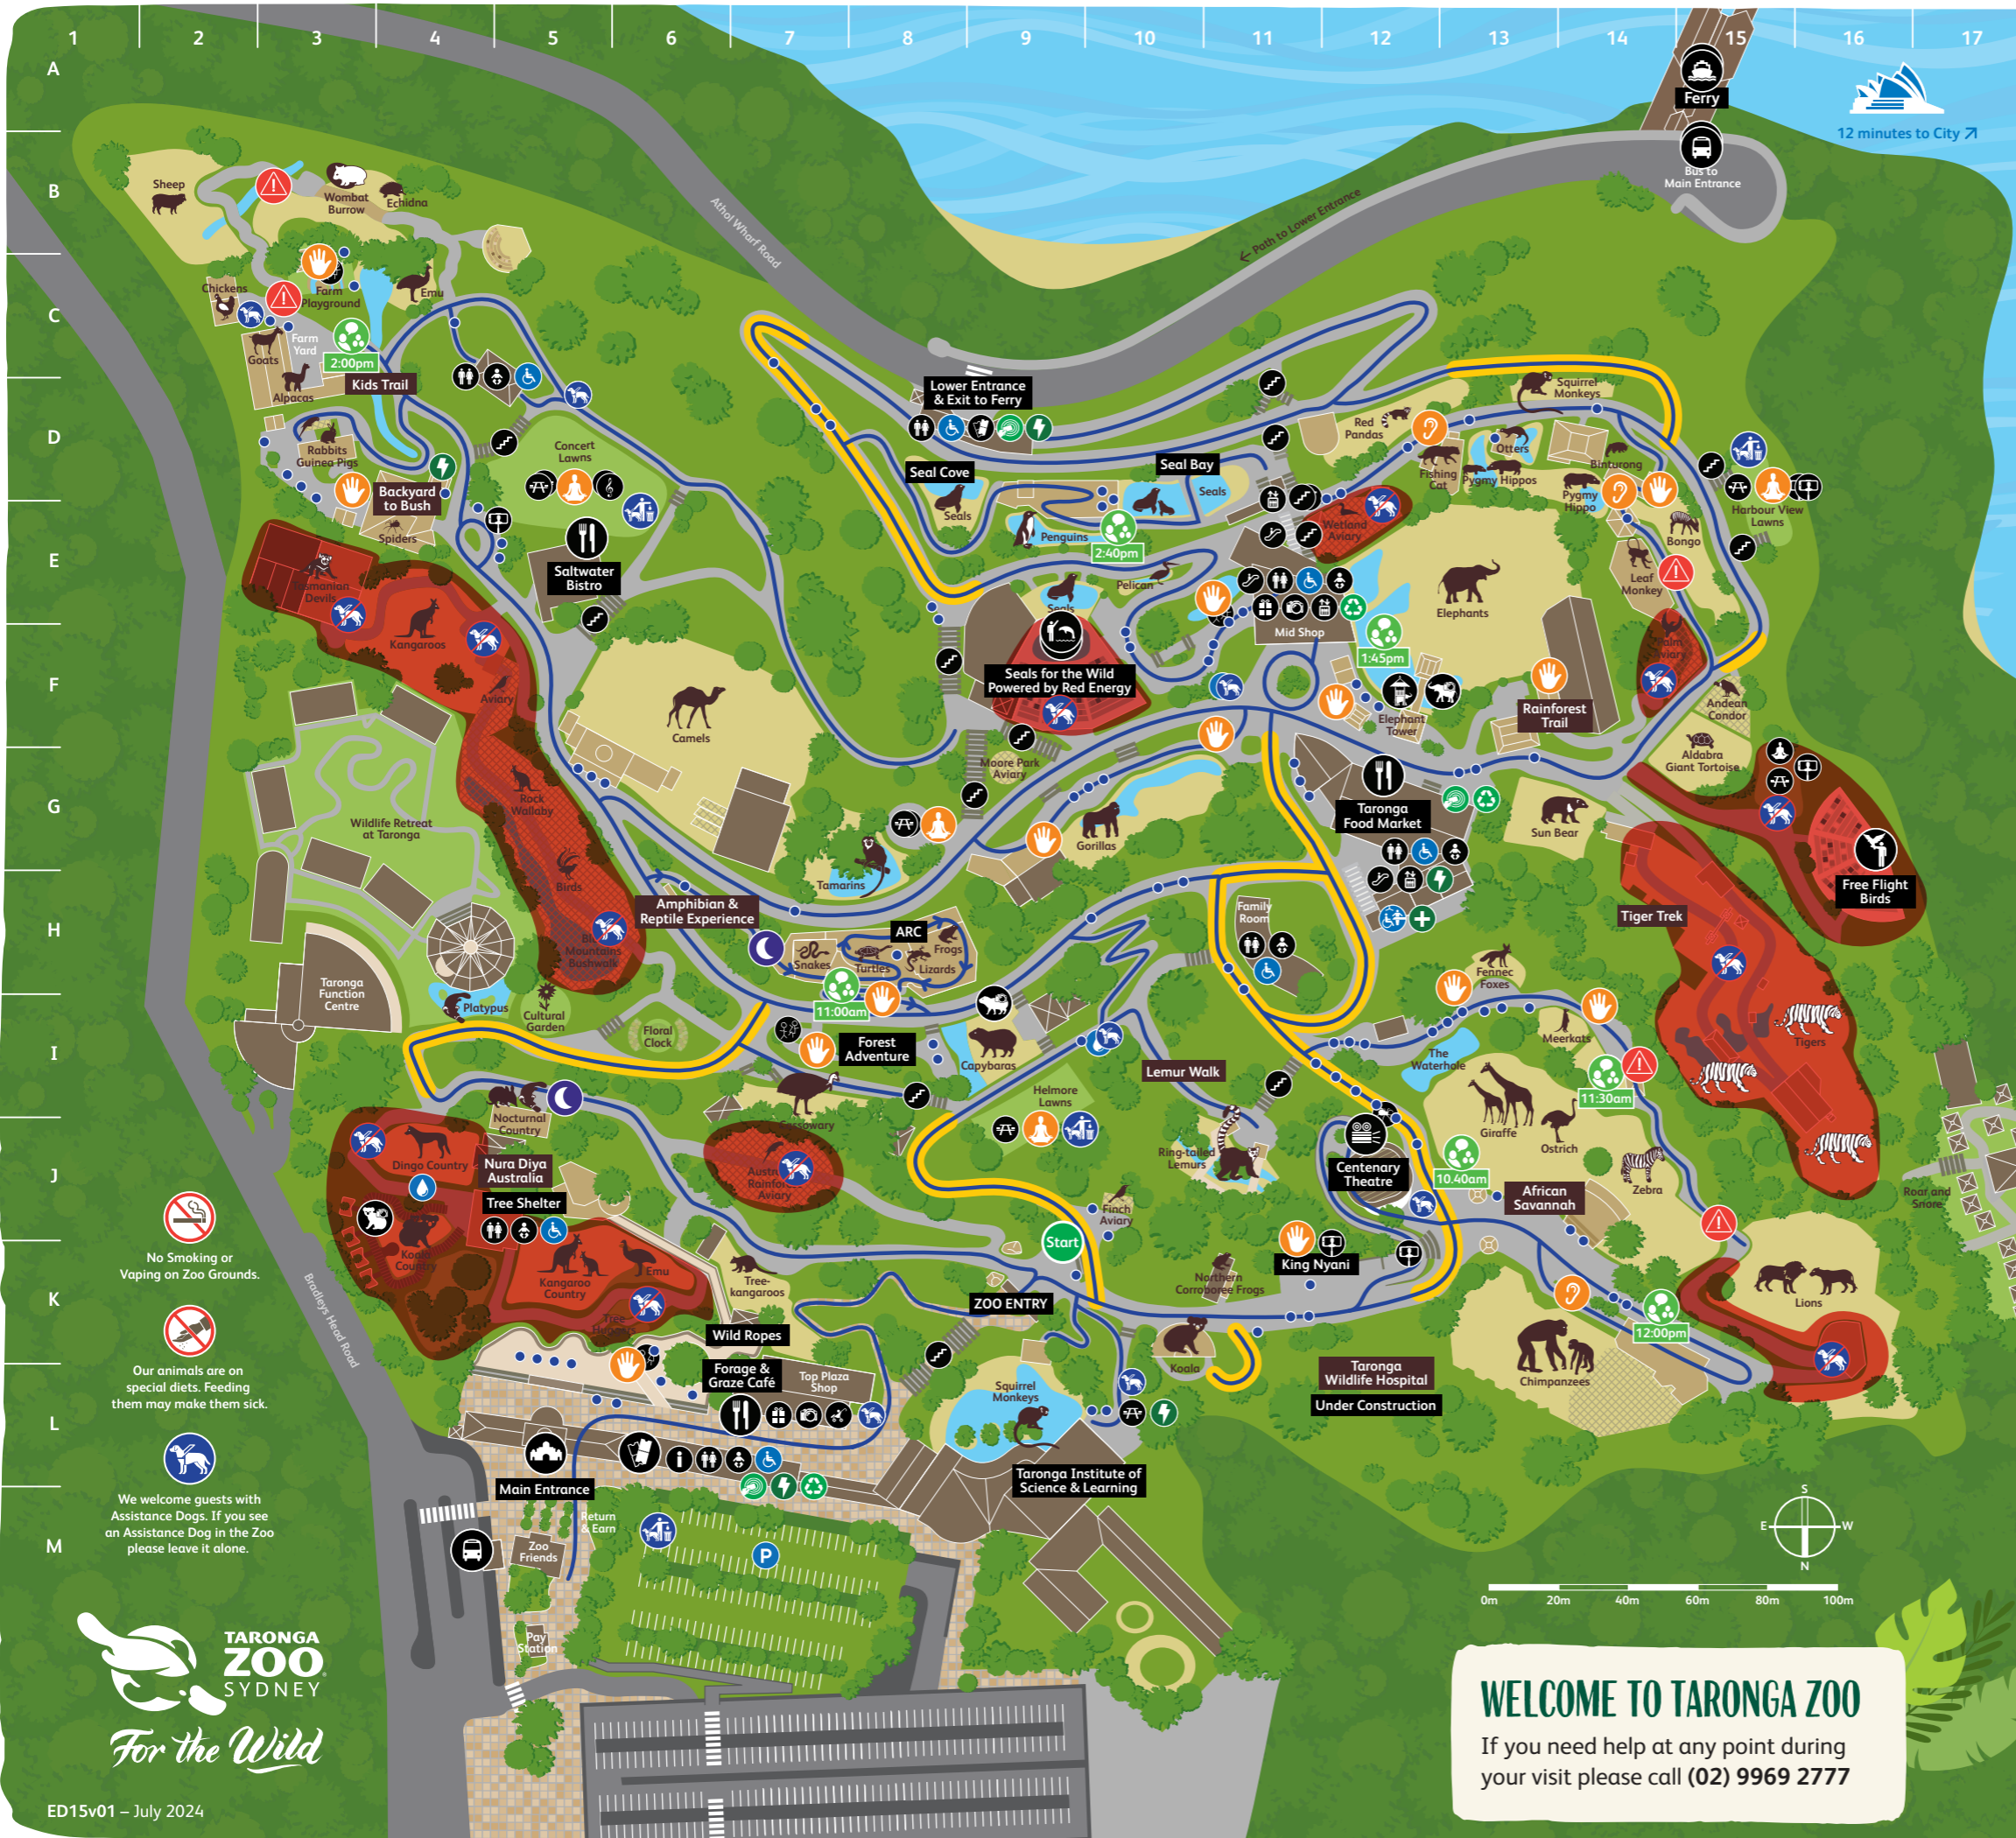 1 2 3 4 5 6 7 8 9 10 11 12 13 14 15 16 17
A
B
C
D
E
F
G
H
I
J
K
L
M
Ferry
12 minutes to City
Bus to
Main Entrance
Path to Lower Entrance
Athol Wharf Road
Sheep
Wombat
Burrow
Echidna
Chickens
Farm
Playground
Emu
Farm
Yard
Goats
2:00pm
Kids Trail
Alpacas
Rabbits
Guinea Pigs
Backyard
to Bush
Spiders
Concert
Lawns
Saltwater
Bistro
Lower Entrance
& Exit to Ferry
Seal Cove
Seal Bay
Seals
Seals
Penguins
2:40pm
Pelican
Seals
Seals for the Wild
Powered by Red Energy
Red
Pandas
Squirrel
Monkeys
Fishing
Cat
Otters
Pygmy Hippos
Binturong
Pygmy
Hippo
Bongo
Harbour View
Lawns
Wetland
Aviary
Leaf
Monkey
Elephants
Mid Shop
1:45pm
Elephant
Tower
Rainforest
Trail
Palm
Aviary
Andean
Condor
Aldabra
Giant Tortoise
Tasmanian
Devils
Kangaroos
Aviary
Camels
Moore Park
Aviary
Rock
Wallaby
Wildlife Retreat
at Taronga
Birds
Gorillas
Tamarins
Taronga
Food Market
Sun Bear
Free Flight
Birds
Amphibian &
Reptile Experience
ARC
Snakes
Turtles
Frogs
Lizards
11:00am
Family
Room
Tiger Trek
Fennec
Foxes
Blue
Mountains
Bushwalk
Taronga
Function
Centre
Platypus
Cultural
Garden
Floral
Clock
Forest
Adventure
Capybaras
Meerkats
The
Waterhole
Tigers
Lemur Walk
11:30am
Helmore
Lawns
Nocturnal
Country
Cassowary
Giraffe
Ostrich
Dingo Country
Nura Diya
Australia
Australian
Rainforest
Aviary
Ring-tailed
Lemurs
Centenary
Theatre
10.40am
Zebra
African
Savannah
Roar and
Snore
Tree Shelter
Finch
Aviary
Start
Koala
Country
Kangaroo
Country
Emu
Tree-
kangaroos
Northern
Corroboree Frogs
King Nyani
ZOO ENTRY
Lions
Tree
Hoppers
Wild Ropes
12:00pm
Koala
Forage &
Graze Café
Top Plaza
Shop
Squirrel
Monkeys
Taronga
Wildlife Hospital
Under Construction
Chimpanzees
Bradleys Head Road
Main Entrance
Taronga Institute of
Science & Learning
Return
& Earn
Zoo
Friends
P
Pay
Station
No Smoking or
Vaping on Zoo Grounds.
Our animals are on
special diets. Feeding
them may make them sick.
We welcome guests with
Assistance Dogs. If you see
an Assistance Dog in the Zoo
please leave it alone.
S
E W
N
0m 20m 40m 60m 80m 100m
TARONGA
ZOO
SYDNEY
For the Wild
WELCOME TO TARONGA ZOO
If you need help at any point during
your visit please call (02) 9969 2777
ED15v01 – July 2024